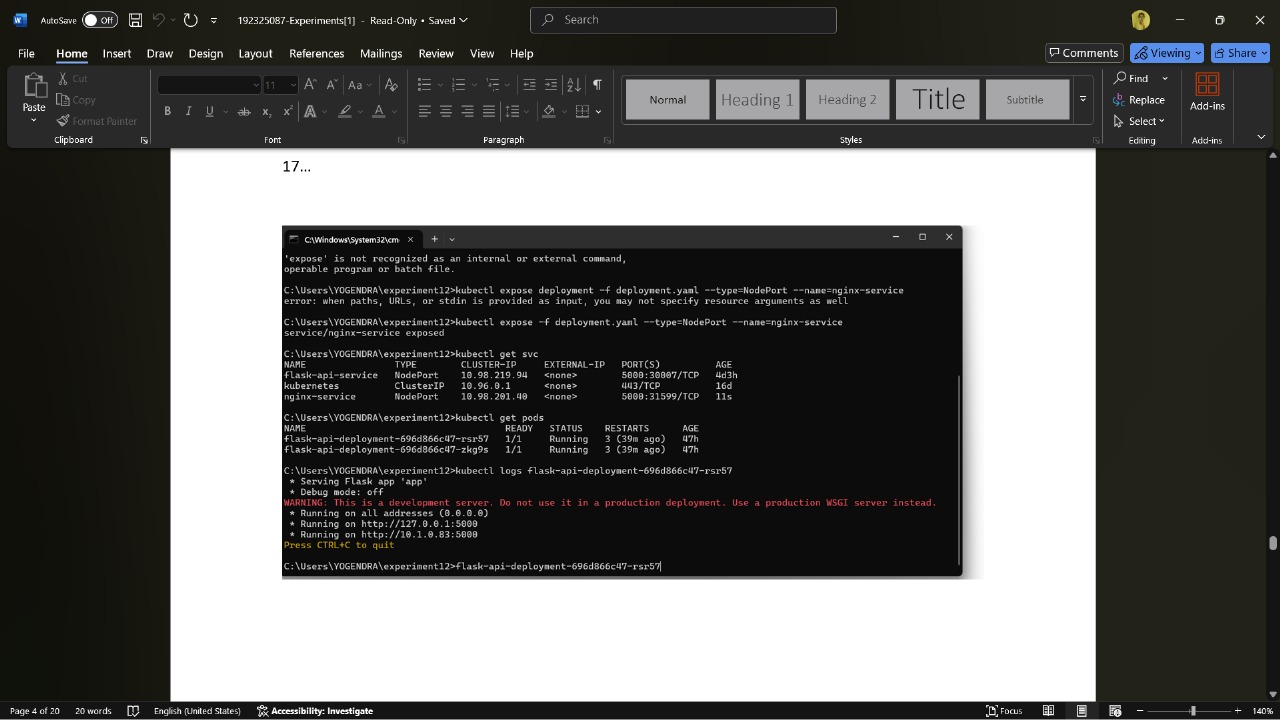 AutoSave Off 192325087-Experiments[1] - Read-Only • Saved Search
File Home Insert Draw Design Layout References Mailings Review View Help Comments Viewing Share
Paste Cut Copy Format Painter
11 Aa
Normal Heading 1 Heading 2 Title Subtitle
Find Replace Select
Add-ins
Clipboard Font Paragraph Styles Editing Add-ins
17...
C:\Windows\System32\cm
'expose' is not recognized as an internal or external command,
operable program or batch file.
C:\Users\YOGENDRA\experiment12>kubectl expose deployment -f deployment.yaml --type=NodePort --name=nginx-service
error: when paths, URLs, or stdin is provided as input, you may not specify resource arguments as well
C:\Users\YOGENDRA\experiment12>kubectl expose -f deployment.yaml --type=NodePort --name=nginx-service
service/nginx-service exposed
C:\Users\YOGENDRA\experiment12>kubectl get svc
NAME TYPE CLUSTER-IP EXTERNAL-IP PORT(S) AGE
flask-api-service NodePort 10.98.219.94 <none> 5000:30007/TCP 4d3h
kubernetes ClusterIP 10.96.0.1 <none> 443/TCP 16d
nginx-service NodePort 10.98.201.40 <none> 5000:31599/TCP 11s
C:\Users\YOGENDRA\experiment12>kubectl get pods
NAME READY STATUS RESTARTS AGE
flask-api-deployment-696d866c47-rsr57 1/1 Running 3 (39m ago) 47h
flask-api-deployment-696d866c47-zkg9s 1/1 Running 3 (39m ago) 47h
C:\Users\YOGENDRA\experiment12>kubectl logs flask-api-deployment-696d866c47-rsr57
* Serving Flask app 'app'
* Debug mode: off
WARNING: This is a development server. Do not use it in a production deployment. Use a production WSGI server instead.
* Running on all addresses (0.0.0.0)
* Running on http://127.0.0.1:5000
* Running on http://10.1.0.83:5000
Press CTRL+C to quit
C:\Users\YOGENDRA\experiment12>flask-api-deployment-696d866c47-rsr57
Page 4 of 20 20 words English (United States) Accessibility: Investigate Focus 140%